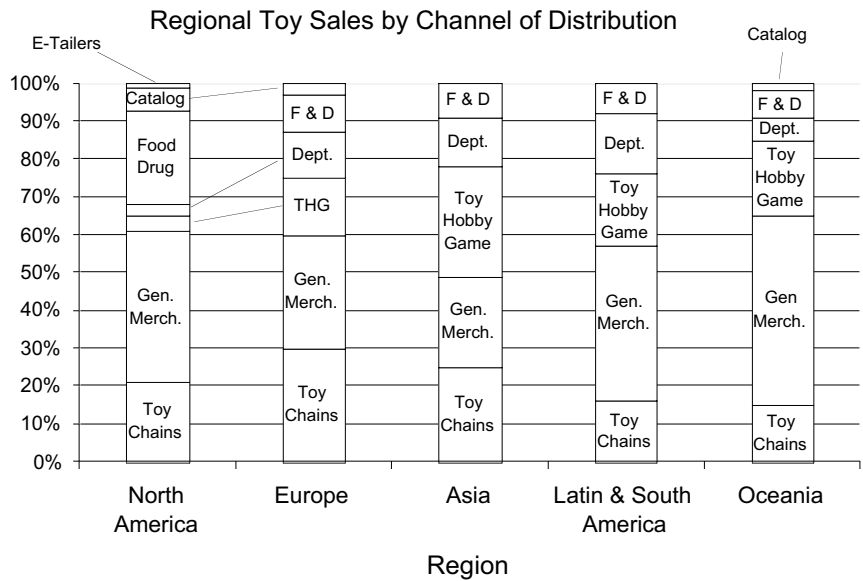 Regional Toy Sales by Channel of Distribution
E-Tailers
Catalog
100%
90%
80%
70%
60%
50%
40%
30%
20%
10%
0%
Catalog
Food
Drug
Gen.
Merch.
Toy
Chains
F & D
Dept.
THG
Gen.
Merch.
Toy
Chains
F & D
Dept.
Toy
Hobby
Game
Gen.
Merch.
Toy
Chains
F & D
Dept.
Toy
Hobby
Game
Gen.
Merch.
Toy
Chains
F & D
Dept.
Toy
Hobby
Game
Gen
Merch.
Toy
Chains
North
America
Europe
Asia
Latin & South
America
Oceania
Region